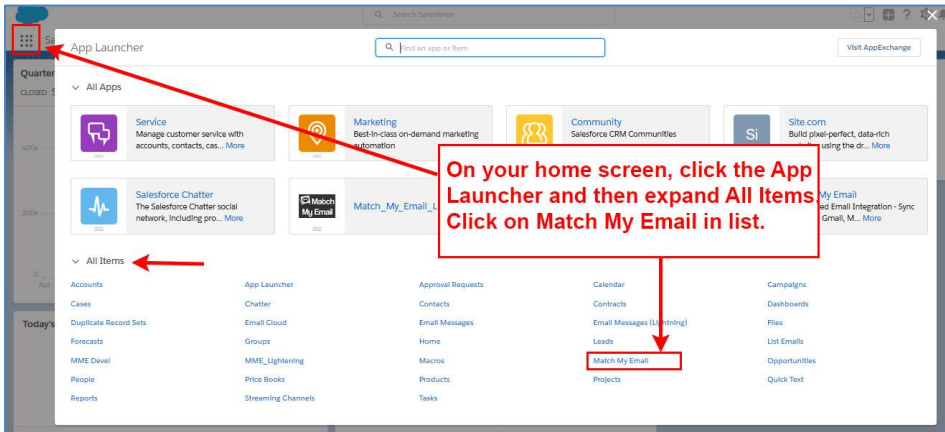 Search Salesforce
Sa
App Launcher
Find an app or item
Visit AppExchange
Quarter
CLOSED
All Apps
Service
Manage customer service with
accounts, contacts, cas... More
Marketing
Best-in-class on-demand marketing
automation
Community
Salesforce CRM Communities
Si
Site.com
Build pixel-perfect, data-rich
using the dr... More
On your home screen, click the App
Launcher and then expand All Items.
Click on Match My Email in list.
Salesforce Chatter
The Salesforce Chatter social
network, including pro... More
Match
My Email
Match_My_Email_L
My Email
ed Email Integration - Sync
Gmail, M... More
600k
200k
0
Apr
All Items
Accounts App Launcher Approval Requests Calendar Campaigns
Cases Chatter Contacts Contracts Dashboards
Today's
Duplicate Record Sets Email Cloud Email Messages Email Messages (Lightning) Files
Forecasts Groups Home Leads List Emails
MME Devel MME_Lightening Macros Match My Email Opportunities
People Price Books Products Projects Quick Text
Reports Streaming Channels Tasks